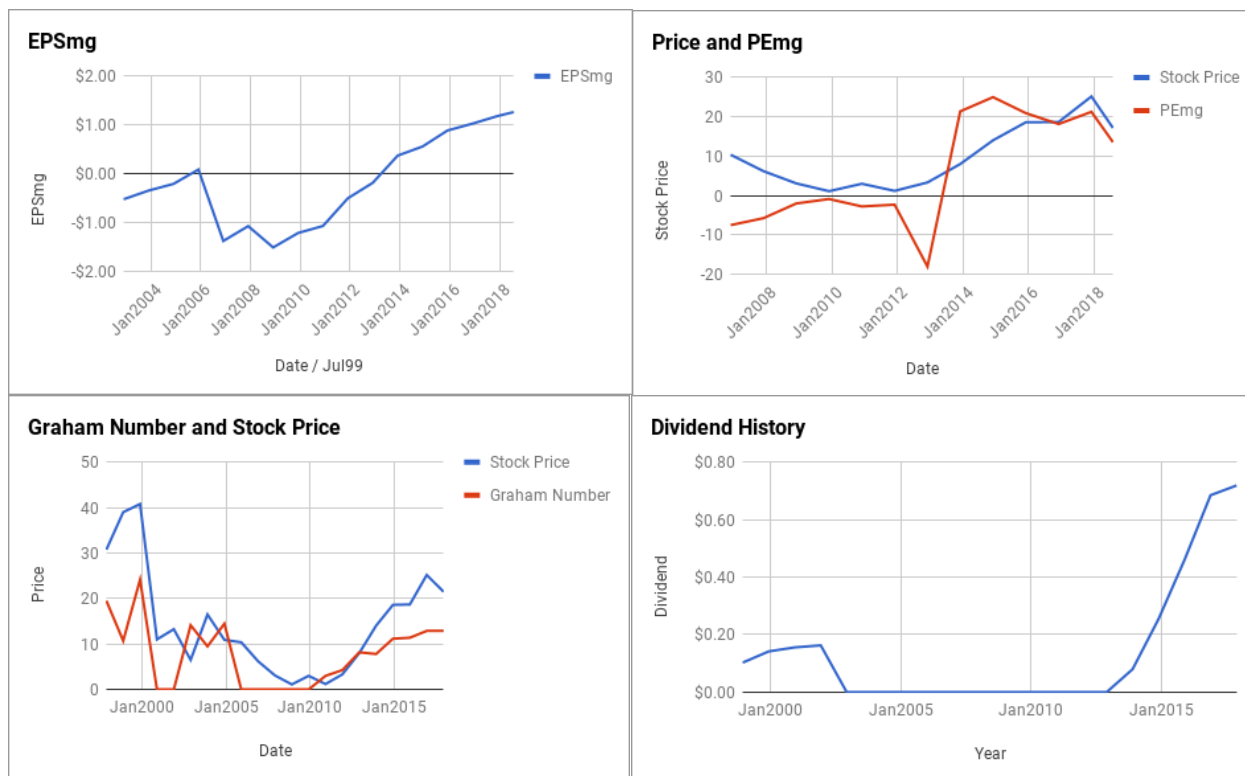 EPSmg
EPSmg
$2.00
$1.00
$0.00
-$1.00
-$2.00
EPSmg
Jan2004
Jan2006
Jan2008
Jan2010
Jan2012
Jan2014
Jan2016
Jan2018
Date / Jul99
Price and PEmg
Stock Price
PEmg
30
20
10
0
-10
-20
Stock Price
Jan2008
Jan2010
Jan2012
Jan2014
Jan2016
Jan2018
Date
Graham Number and Stock Price
Stock Price
Graham Number
50
40
30
20
10
0
Price
Jan2000
Jan2005
Jan2010
Jan2015
Date
Dividend History
$0.80
$0.60
$0.40
$0.20
$0.00
Dividend
Jan2000
Jan2005
Jan2010
Jan2015
Year